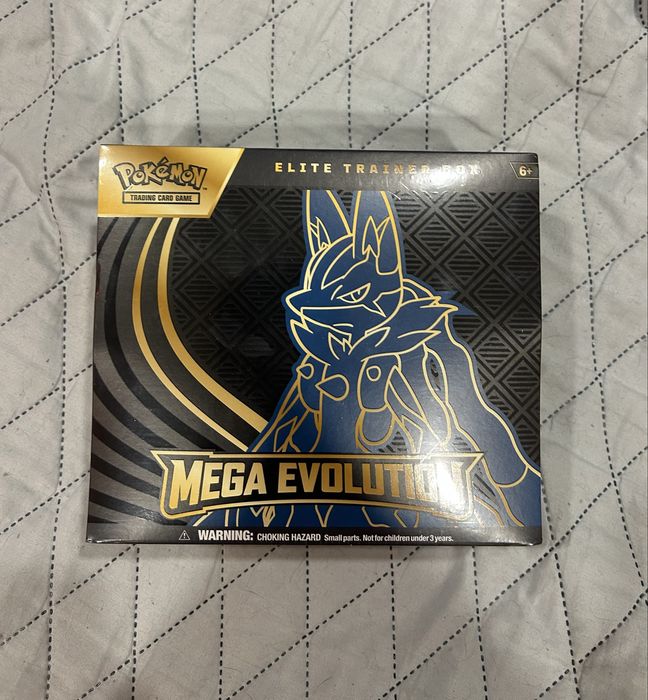 ELITE TRAINER BOX
6+
POKéMON
TM
TRADING CARD GAME
MEGA EVOLUTION
WARNING: CHOKING HAZARD Small parts. Not for children under 3 years.